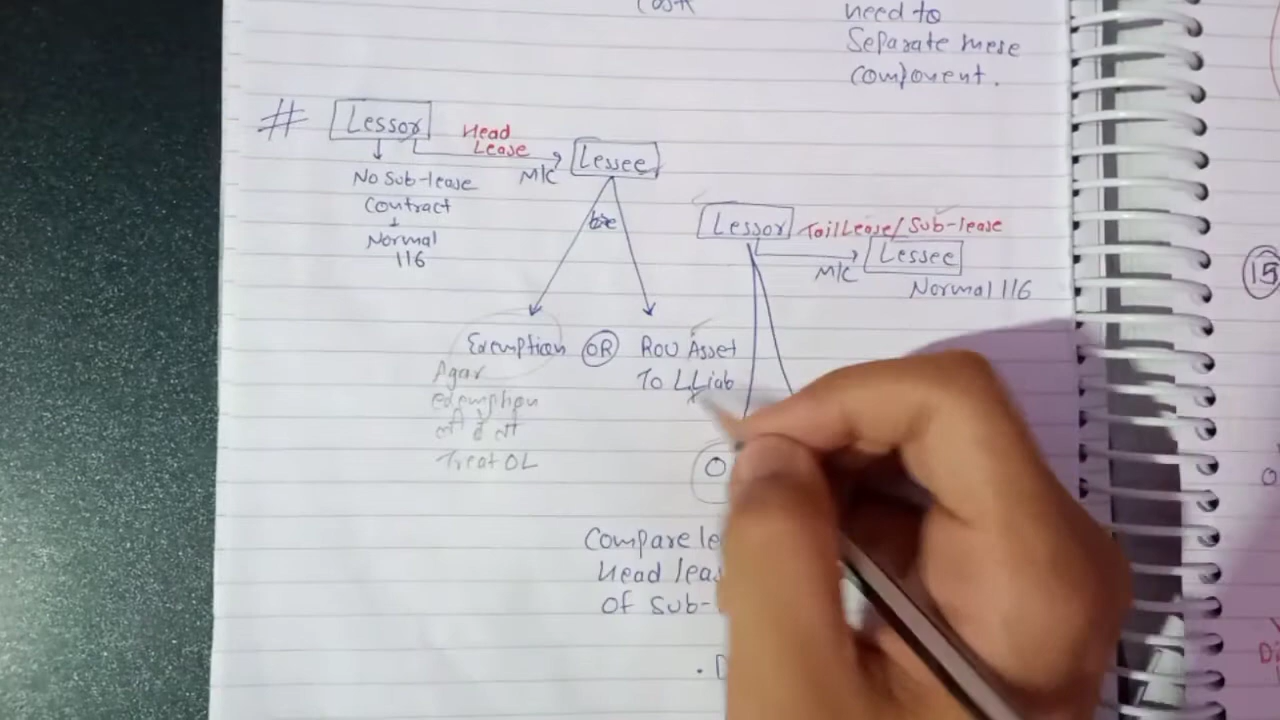 need to
Separate these
Component.
# Lessor
Head
Lease
M/C
Lessee
No Sub-lease
Contract
Normal
116
Lessor
Tail Lease/ Sub-lease
M/C
Lessee
Normal 116
Exemption OR ROU Asset
To L.Liab
Agar
exemption
ली है तो
Treat OL
O
Compare le
Head leas
of Sub-
15